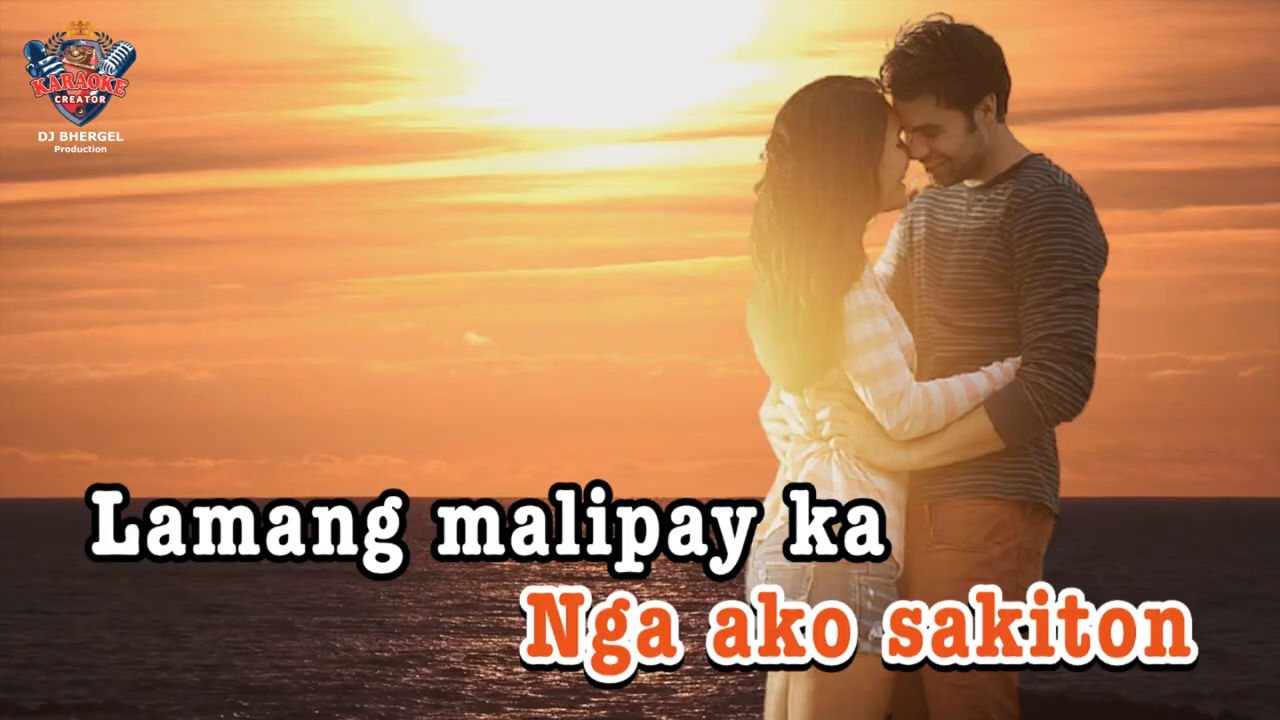 KARAOKE
CREATOR
DJ BHERGEL
Production
Lamang malipay ka
Nga ako sakiton